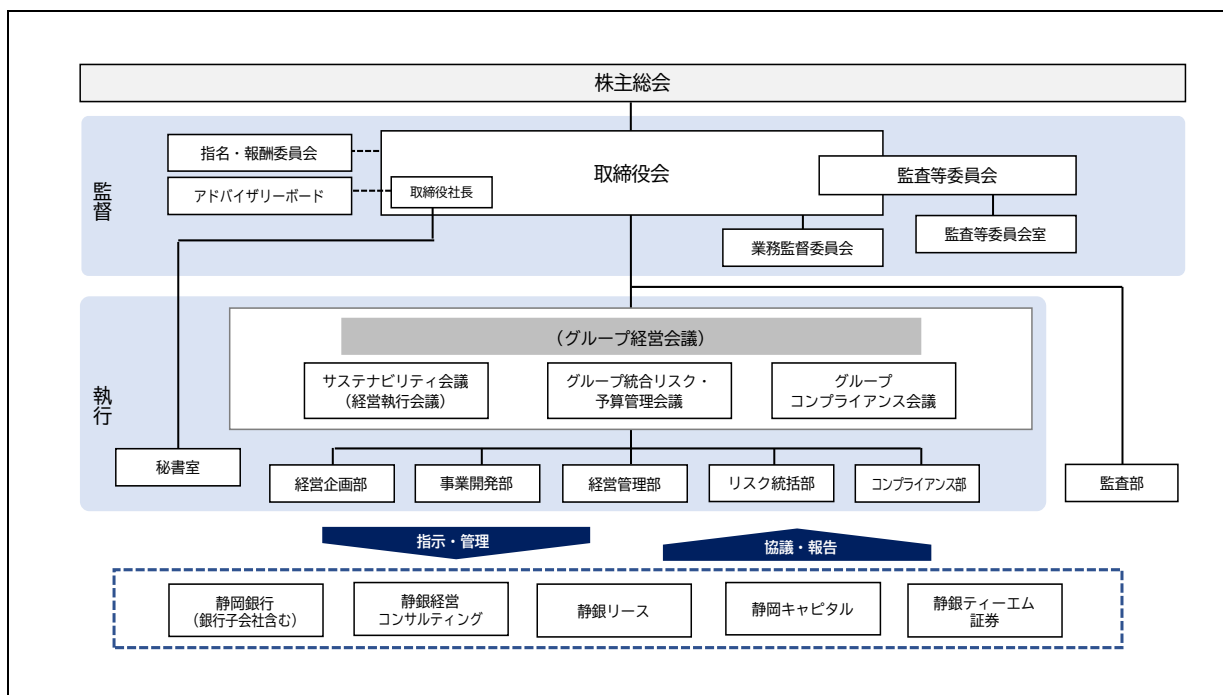 株主総会
監督
指名・報酬委員会
アドバイザリーボード
取締役会
取締役社長
監査等委員会
監査等委員会室
業務監督委員会
執行
（グループ経営会議）
サステナビリティ会議
（経営執行会議）
グループ統合リスク・
予算管理会議
グループ
コンプライアンス会議
秘書室
経営企画部
事業開発部
経営管理部
リスク統括部
コンプライアンス部
監査部
指示・管理
協議・報告
静岡銀行
（銀行子会社含む）
静銀経営
コンサルティング
静銀リース
静岡キャピタル
静銀ティーエム
証券